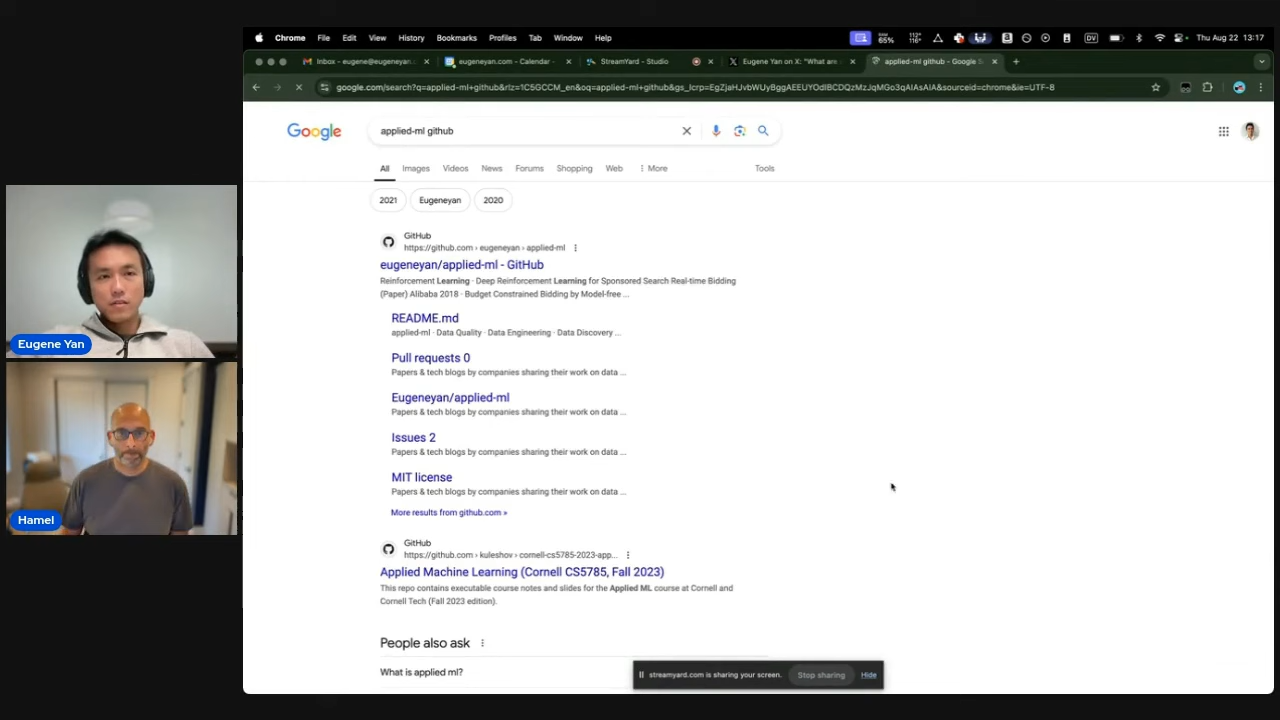 Chrome File Edit View History Bookmarks Profiles Tab Window Help
65% 112° 116° DV Thu Aug 22 13:17
Inbox – eugene@eugeneyan.
eugeneyan.com - Calendar -
StreamYard - Studio
Eugene Yan on X: "What are
applied-ml github - Google S
google.com/search?q=applied-ml+github&rlz=1C5GCCM_en&oq=applied-ml+github&gs_lcrp=
Google
applied-ml github
All Images Videos News Forums Shopping Web More Tools
2021 Eugeneyan 2020
GitHub
https://github.com › eugeneyan › applied-ml
eugeneyan/applied-ml - GitHub
Reinforcement Learning · Deep Reinforcement Learning for Sponsored Search Real-time Bidding
(Paper) Alibaba 2018 · Budget Constrained Bidding by Model-free ...
README.md
applied-ml · Data Quality · Data Engineering · Data Discovery ...
Pull requests 0
Papers & tech blogs by companies sharing their work on data ...
Eugeneyan/applied-ml
Papers & tech blogs by companies sharing their work on data ...
Issues 2
Papers & tech blogs by companies sharing their work on data ...
MIT license
Papers & tech blogs by companies sharing their work on data ...
More results from github.com »
GitHub
https://github.com › kuleshov › cornell-cs5785-2023-app...
Applied Machine Learning (Cornell CS5785, Fall 2023)
This repo contains executable course notes and slides for the Applied ML course at Cornell and
Cornell Tech (Fall 2023 edition).
People also ask
What is applied ml?
streamyard.com is sharing your screen. Stop sharing Hide
Eugene Yan
Hamel